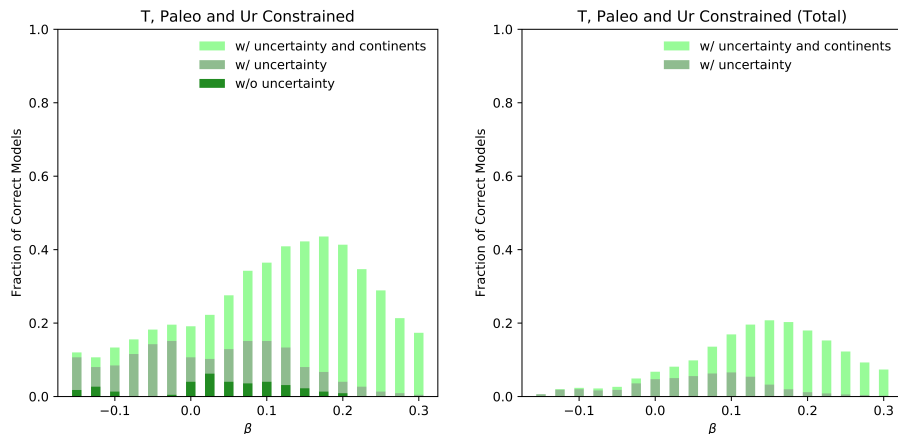 T, Paleo and Ur Constrained
1.0
0.8
0.6
0.4
0.2
0.0
Fraction of Correct Models
w/ uncertainty and continents
w/ uncertainty
w/o uncertainty
−0.1
0.0
0.1
0.2
0.3
β
T, Paleo and Ur Constrained (Total)
1.0
0.8
0.6
0.4
0.2
0.0
Fraction of Correct Models
w/ uncertainty and continents
w/ uncertainty
−0.1
0.0
0.1
0.2
0.3
β